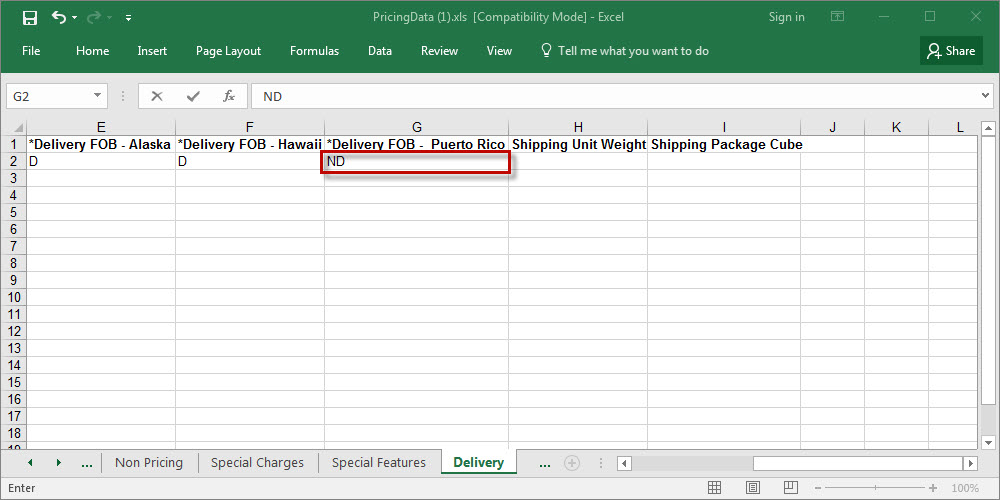 PricingData (1).xls [Compatibility Mode] - Excel
Sign in
File Home Insert Page Layout Formulas Data Review View Tell me what you want to do Share
G2 fx ND
E F G H I J K L
1 *Delivery FOB - Alaska *Delivery FOB - Hawaii *Delivery FOB - Puerto Rico Shipping Unit Weight Shipping Package Cube
2 D D ND
3
4
5
6
7
8
9
10
11
12
13
14
15
16
17
18
19
... Non Pricing Special Charges Special Features Delivery ...
Enter 100%